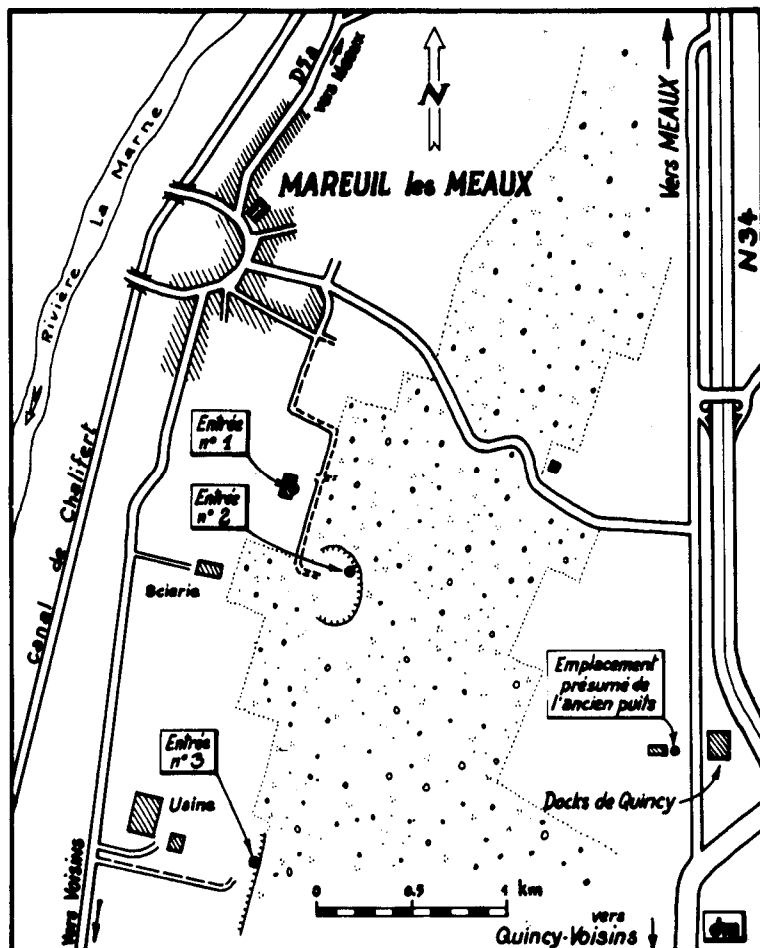 D5A
vers Meaux
N
Vers MEAUX
Rivière La Marne
MAREUIL les MEAUX
N34
Canal de Chalifert
Entrée
n° 1
Entrée
n° 2
Scierie
Emplacement
présumé de
l'ancien puits
Entrée
n° 3
Usine
Docks de Quincy
Vers Voisins
0 0.5 1 km
vers
Quincy-Voisins